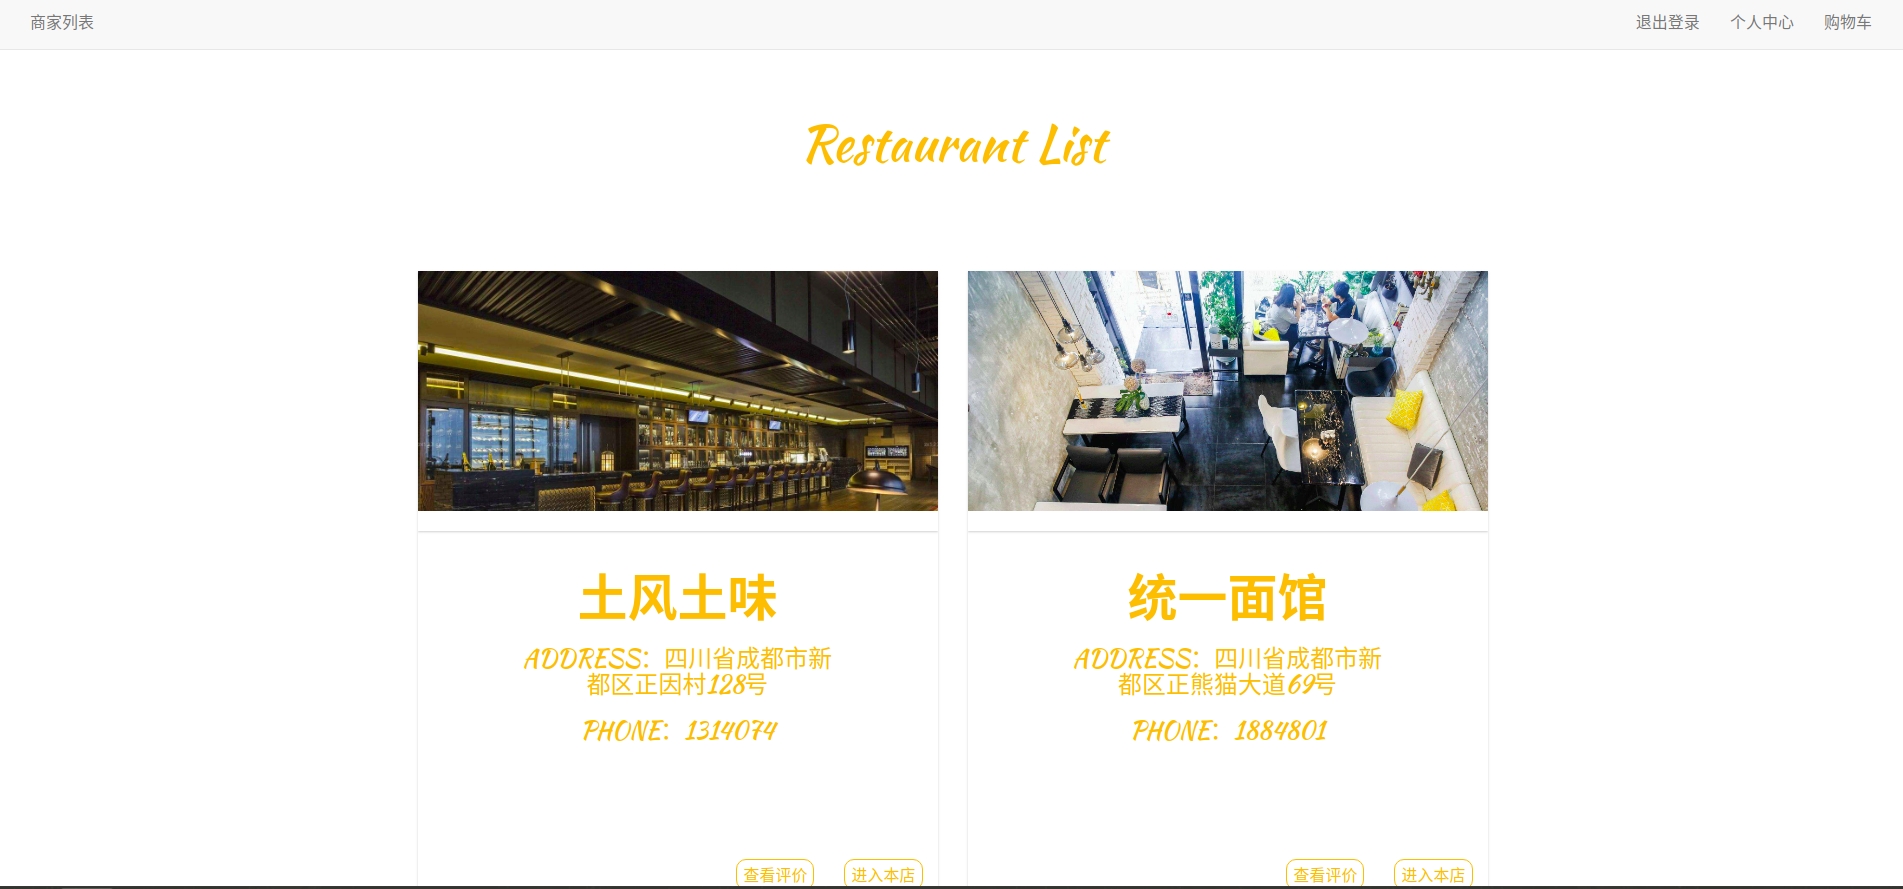 商家列表
退出登录 个人中心 购物车
Restaurant List
土风土味
ADDRESS：四川省成都市新
都区正因村128号
PHONE：1314074
查看评价 进入本店
统一面馆
ADDRESS：四川省成都市新
都区正熊猫大道69号
PHONE：1884801
查看评价 进入本店